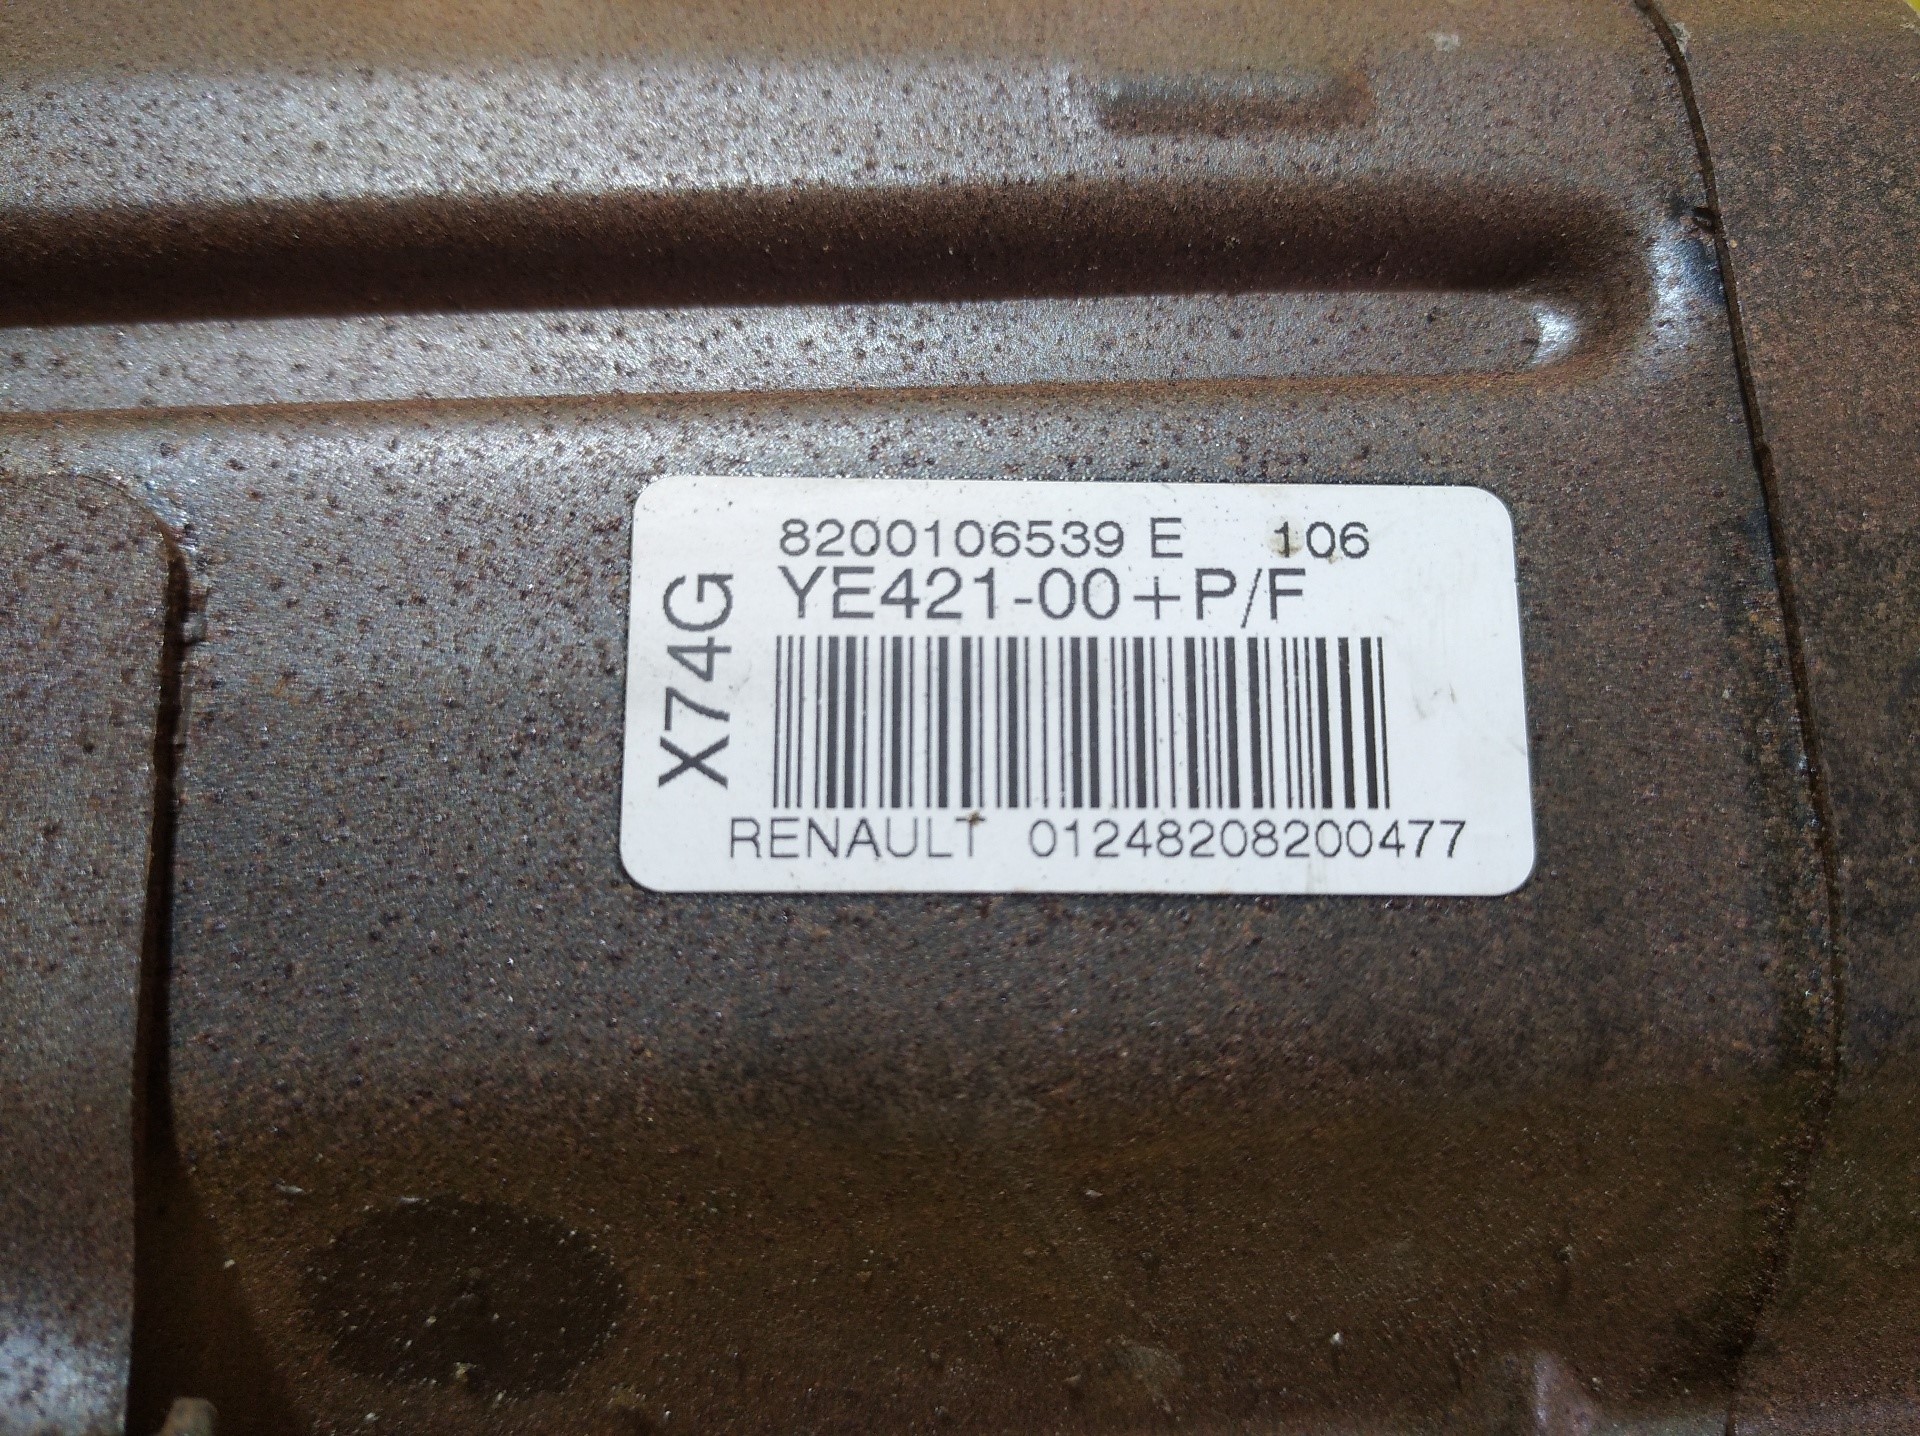 8200106539 E 106
YE421-00+P/F
X74G
RENAULT 01248208200477